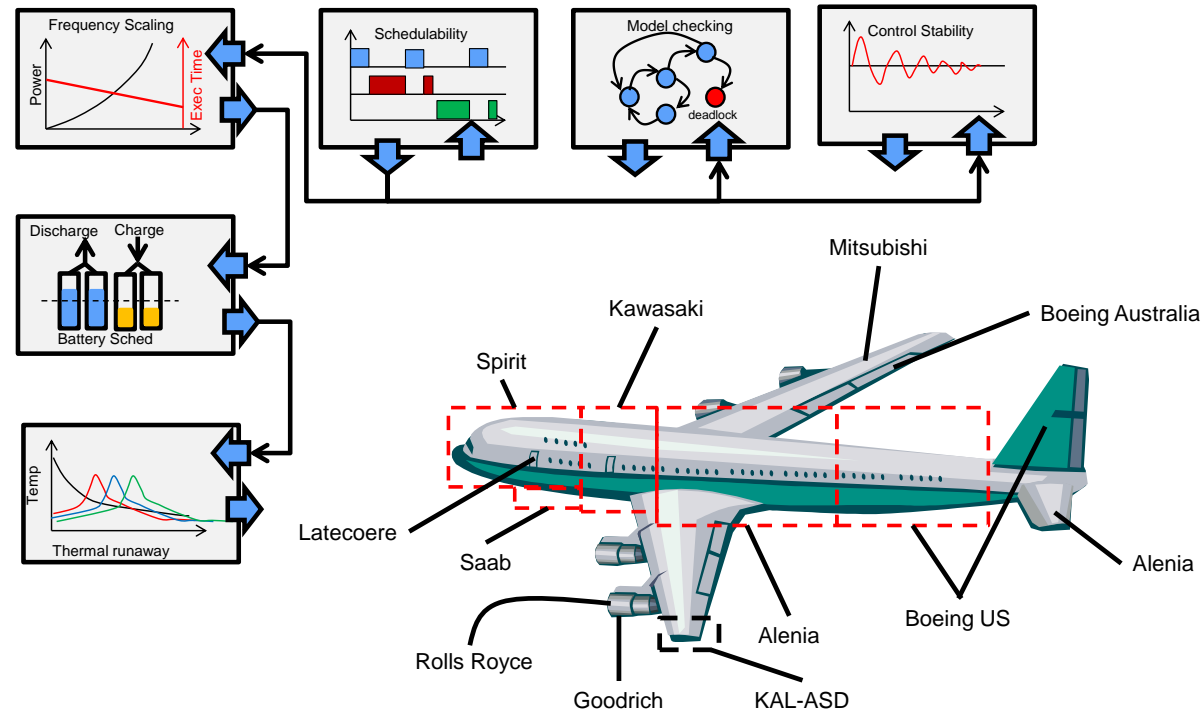 Frequency Scaling
Power
Exec Time
Schedulability
Model checking
deadlock
Control Stability
Discharge
Charge
Battery Sched
Temp
Thermal runaway
Mitsubishi
Kawasaki
Boeing Australia
Spirit
Latecoere
Saab
Alenia
Boeing US
Alenia
Rolls Royce
Goodrich
KAL-ASD